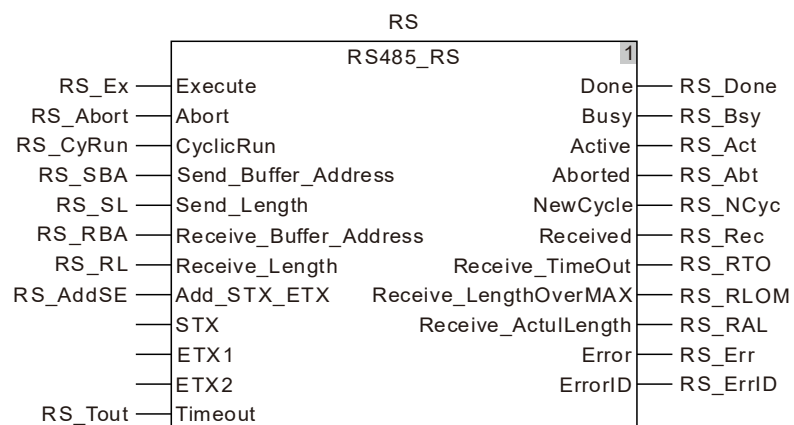 RS
RS485_RS 1
RS_Ex Execute Done RS_Done
RS_Abort Abort Busy RS_Bsy
RS_CyRun CyclicRun Active RS_Act
RS_SBA Send_Buffer_Address Aborted RS_Abt
RS_SL Send_Length NewCycle RS_NCyc
RS_RBA Receive_Buffer_Address Received RS_Rec
RS_RL Receive_Length Receive_TimeOut RS_RTO
RS_AddSE Add_STX_ETX Receive_LengthOverMAX RS_RLOM
STX Receive_ActulLength RS_RAL
ETX1 Error RS_Err
ETX2 ErrorID RS_ErrID
RS_Tout Timeout